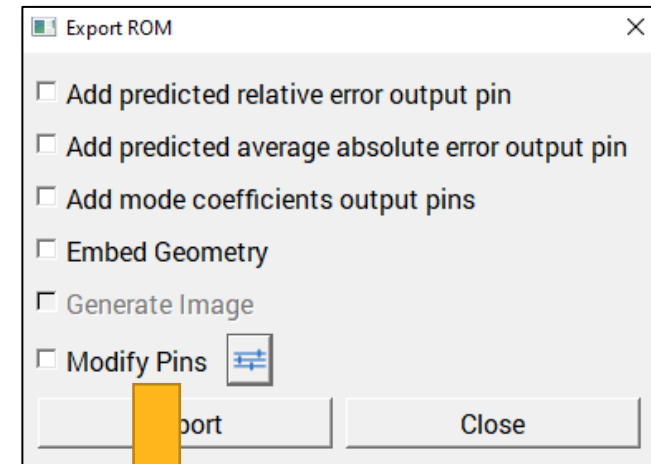 Export ROM
Add predicted relative error output pin
Add predicted average absolute error output pin
Add mode coefficients output pins
Embed Geometry
Generate Image
Modify Pins
Close